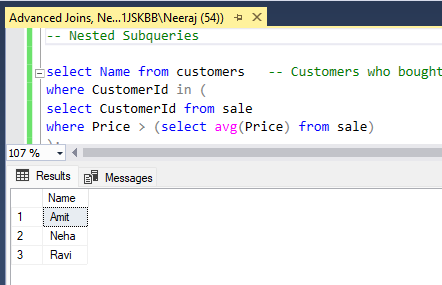 Advanced Joins, Ne...1JSKBB\Neeraj (54))
-- Nested Subqueries
select Name from customers -- Customers who bought
where CustomerId in (
select CustomerId from sale
where Price > (select avg(Price) from sale)
107 %
Results Messages
Name
1 Amit
2 Neha
3 Ravi